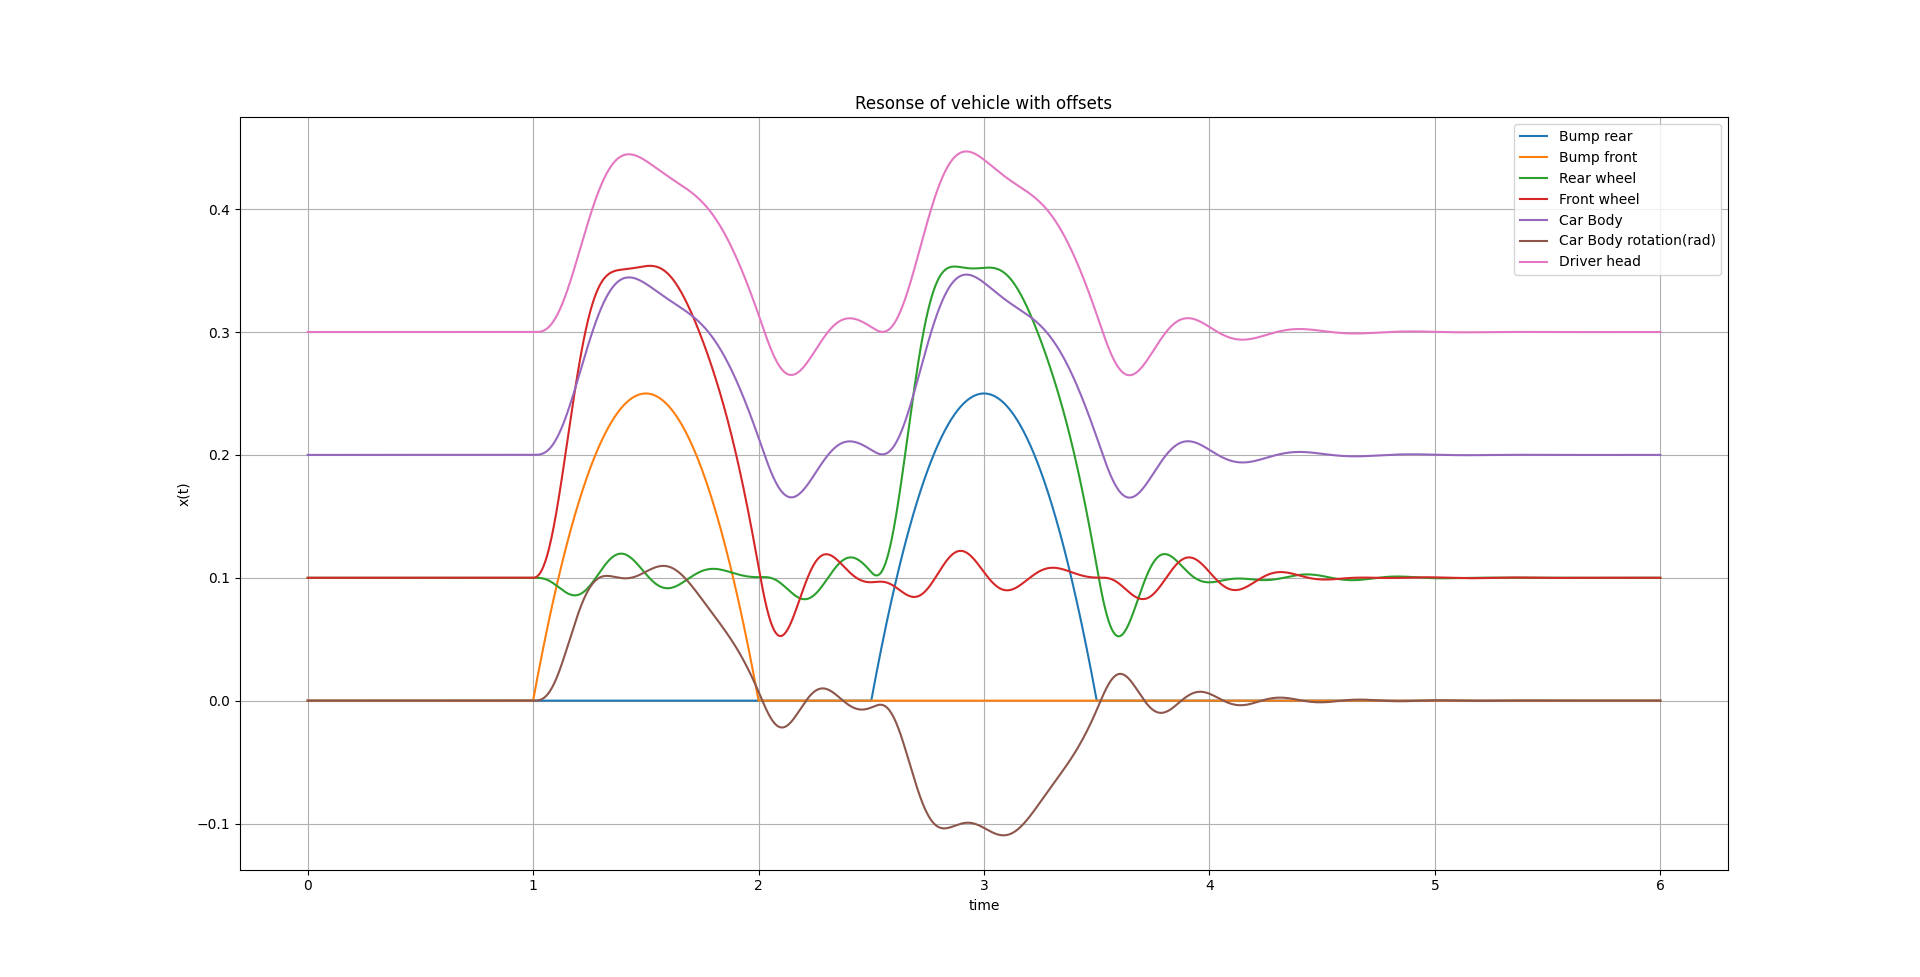 Resonse of vehicle with offsets
Bump rear
Bump front
Rear wheel
Front wheel
Car Body
Car Body rotation(rad)
Driver head
0.4
0.3
0.2
0.1
0.0
−0.1
x(t)
0 1 2 3 4 5 6
time